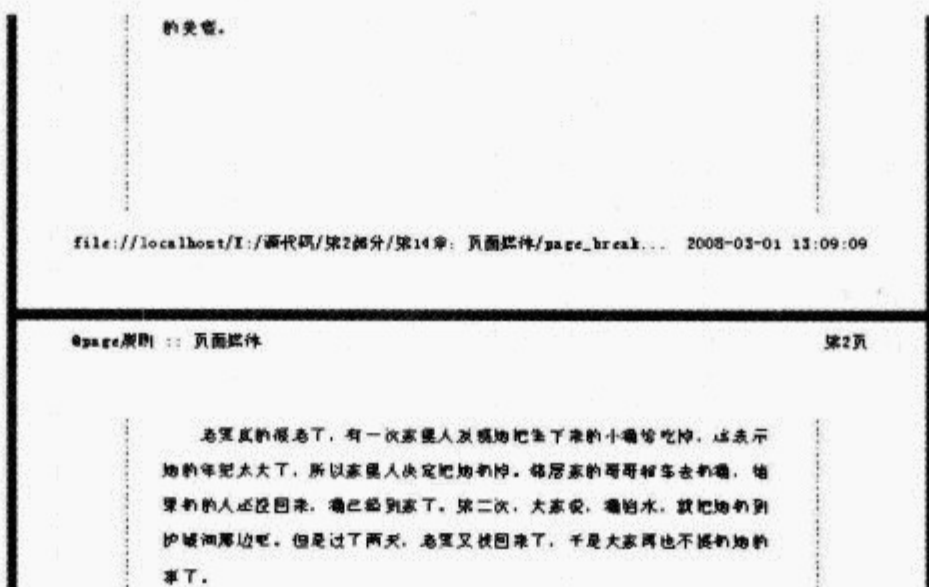 的关窗。
file://localhost/E:/源代码/第2部分/第14章：页面媒体/page_break... 2008-03-01 13:09:09
@page规则 :: 页面媒体 第2页
老黑真的很老了，有一次家里人发现她把生下来的小猫给吃掉，这表示
她的年纪太大了，所以家里人决定把她扔掉。邻居家的哥哥骑车去扔猫，结
果扔的人还没回来，猫已经到家了。第二次，大家说，猫怕水，就把她扔到
护城河那边吧。但是过了两天，老黑又找回来了，于是大家再也不提扔她的
事了。